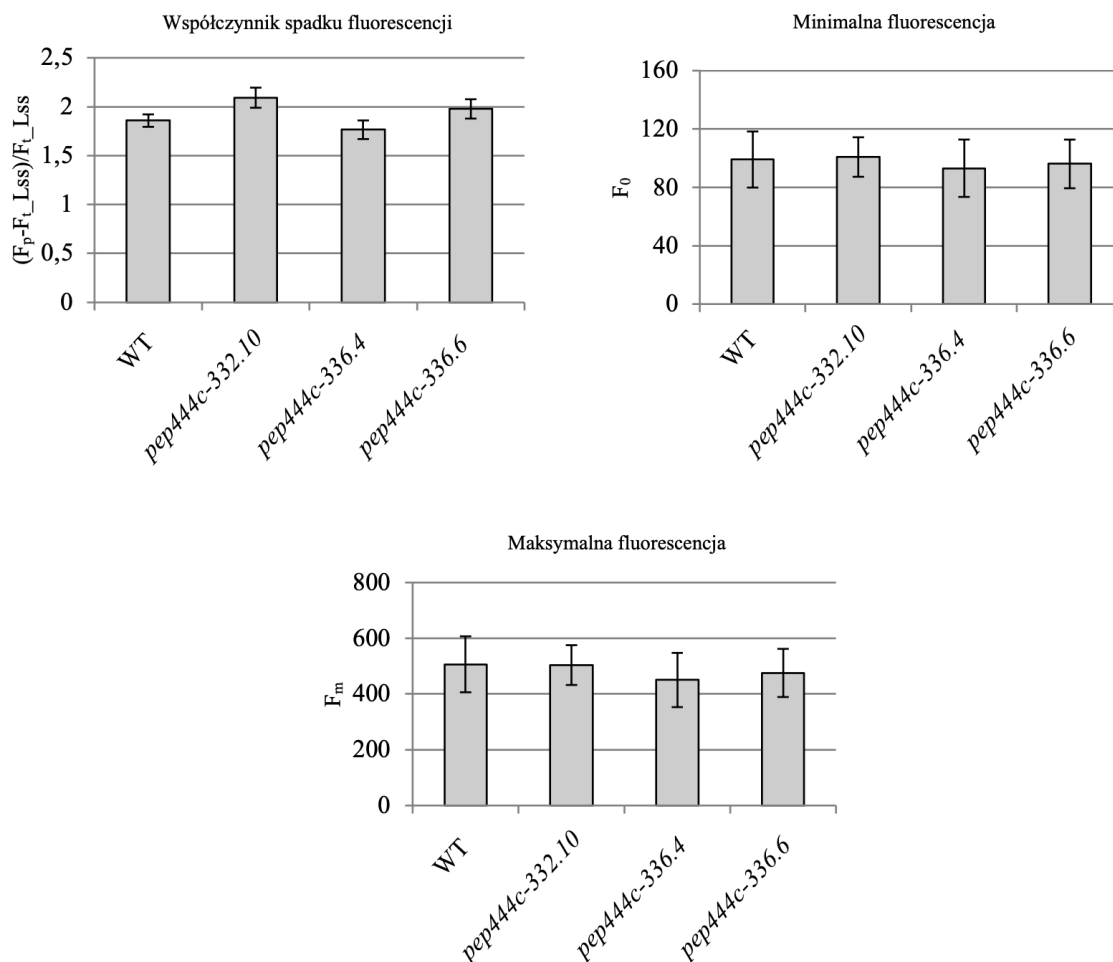 Współczynnik spadku fluorescencji
(Fp-Ft_Lss)/Ft_Lss
2,5
2
1,5
1
0,5
0
WT
pep444c-332.10
pep444c-336.4
pep444c-336.6
Minimalna fluorescencja
F0
160
120
80
40
0
WT
pep444c-332.10
pep444c-336.4
pep444c-336.6
Maksymalna fluorescencja
Fm
800
600
400
200
0
WT
pep444c-332.10
pep444c-336.4
pep444c-336.6